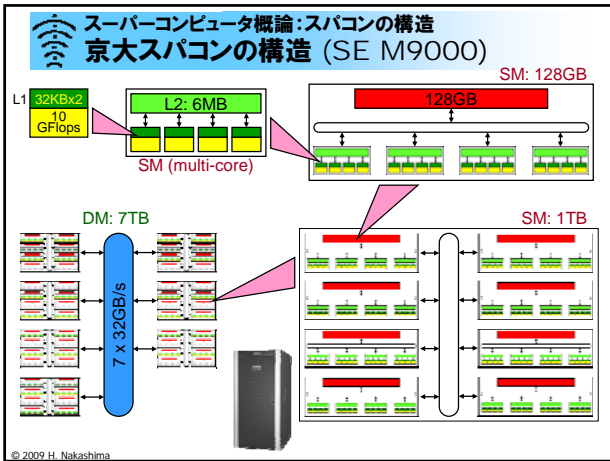 スーパーコンピュータ概論：スパコンの構造
京大スパコンの構造 (SE M9000)
SM: 128GB
L1
32KBx2
10
GFlops
L2: 6MB
SM (multi-core)
128GB
DM: 7TB
SM: 1TB
7 x 32GB/s
© 2009 H. Nakashima